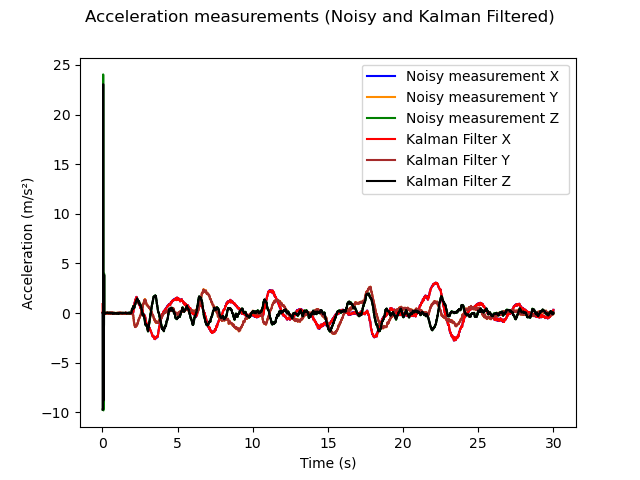 Acceleration measurements (Noisy and Kalman Filtered)
25
20
15
10
5
0
−5
−10
Acceleration (m/s²)
Noisy measurement X
Noisy measurement Y
Noisy measurement Z
Kalman Filter X
Kalman Filter Y
Kalman Filter Z
0 5 10 15 20 25 30
Time (s)